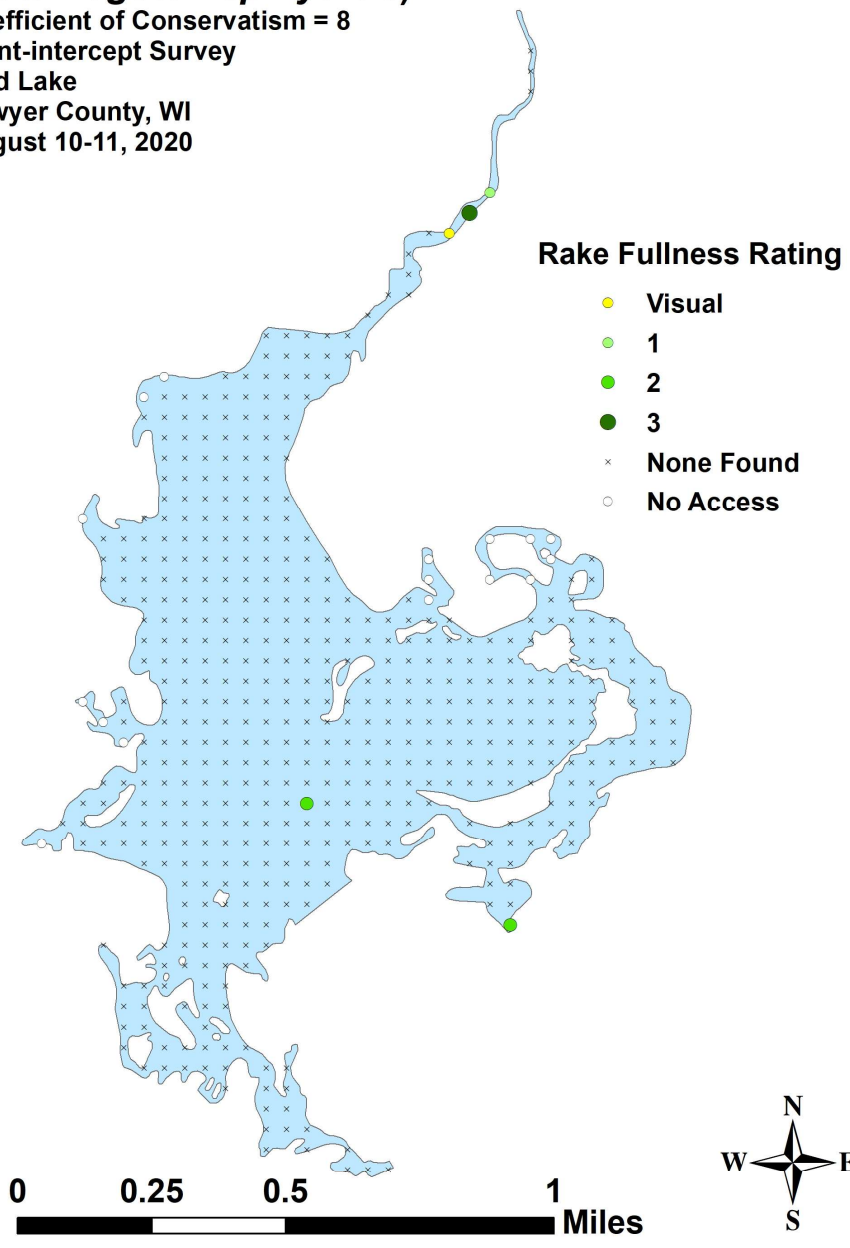 efficient of Conservatism = 8
nt-intercept Survey
d Lake
wyer County, WI
gust 10-11, 2020
Rake Fullness Rating
Visual
1
2
3
None Found
No Access
N
W E
S
0 0.25 0.5 1
Miles